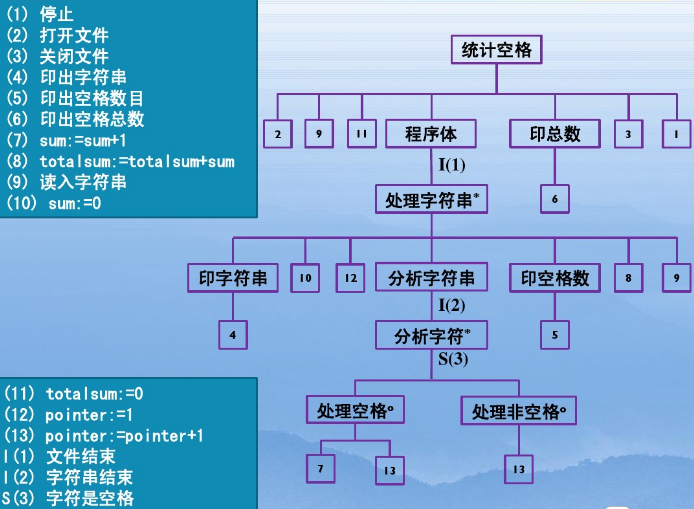 (1) 停止
(2) 打开文件
(3) 关闭文件
(4) 印出字符串
(5) 印出空格数目
(6) 印出空格总数
(7) sum:=sum+1
(8) totalsum:=totalsum+sum
(9) 读入字符串
(10) sum:=0
统计空格
2 9 11 程序体 印总数 3 1
I(1)
处理字符串* 6
印字符串 10 12 分析字符串 印空格数 8 9
I(2)
4 分析字符* 5
S(3)
处理空格° 处理非空格°
7 13 13
(11) totalsum:=0
(12) pointer:=1
(13) pointer:=pointer+1
I(1) 文件结束
I(2) 字符串结束
S(3) 字符是空格